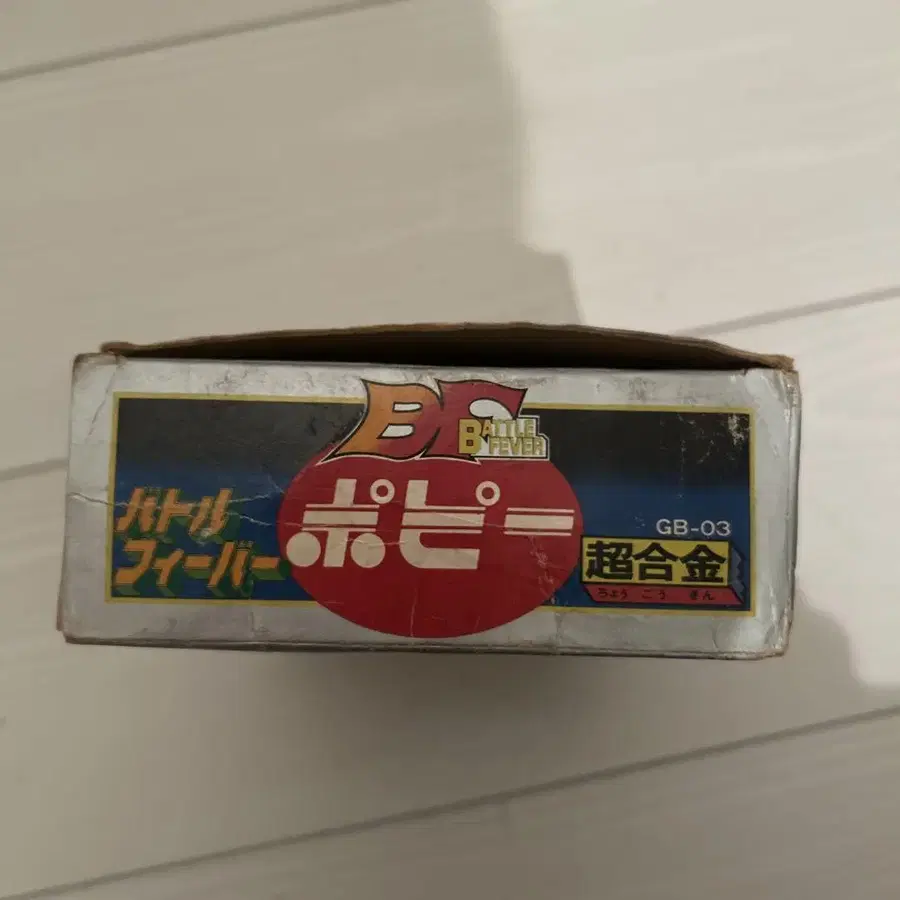 BF
BATTLE
FEVER
バトル
フィーバー
ポピー
GB-03
超合金
ちょう ごう きん